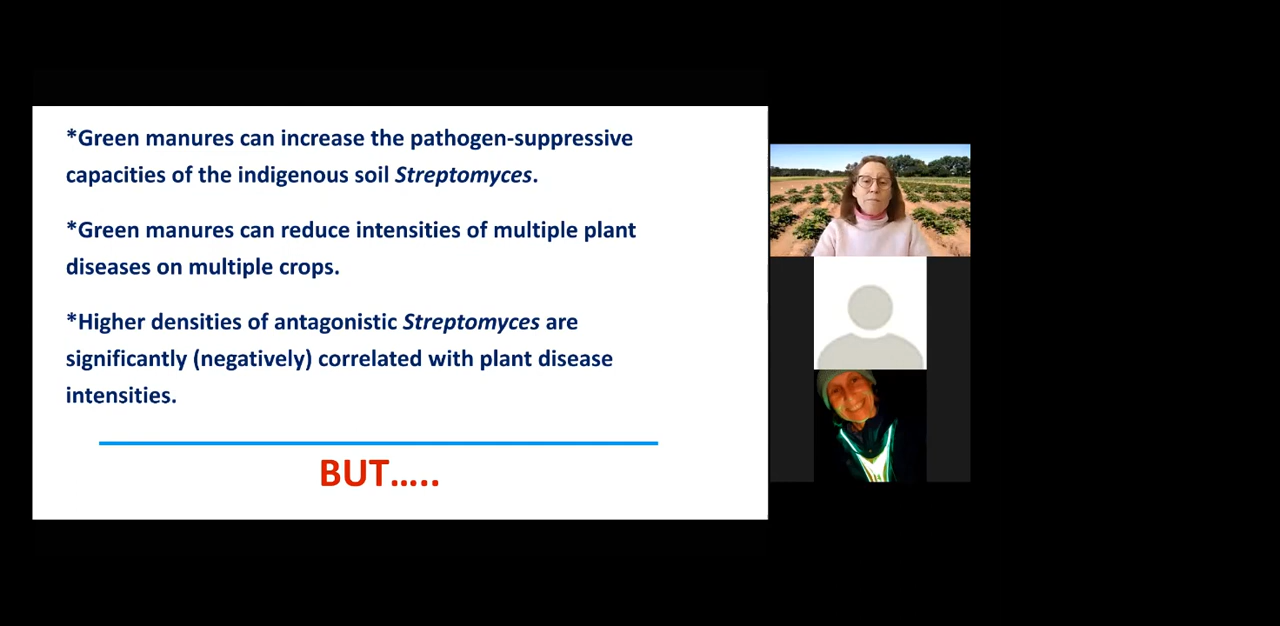 *Green manures can increase the pathogen-suppressive
capacities of the indigenous soil Streptomyces.
*Green manures can reduce intensities of multiple plant
diseases on multiple crops.
*Higher densities of antagonistic Streptomyces are
significantly (negatively) correlated with plant disease
intensities.
BUT…..